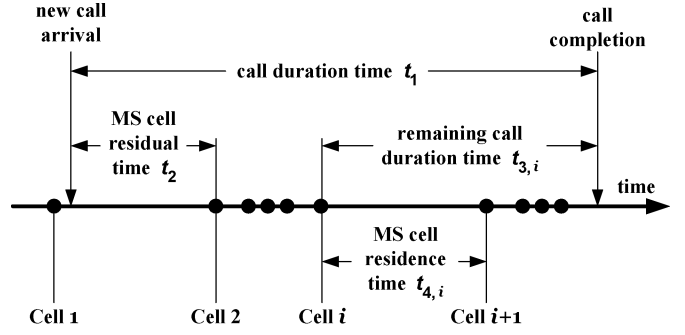 new call
arrival
call
completion
call duration time t₁
MS cell
residual
time t₂
remaining call
duration time t₃,ᵢ
time
MS cell
residence
time t₄,ᵢ
Cell 1
Cell 2
Cell i
Cell i+1